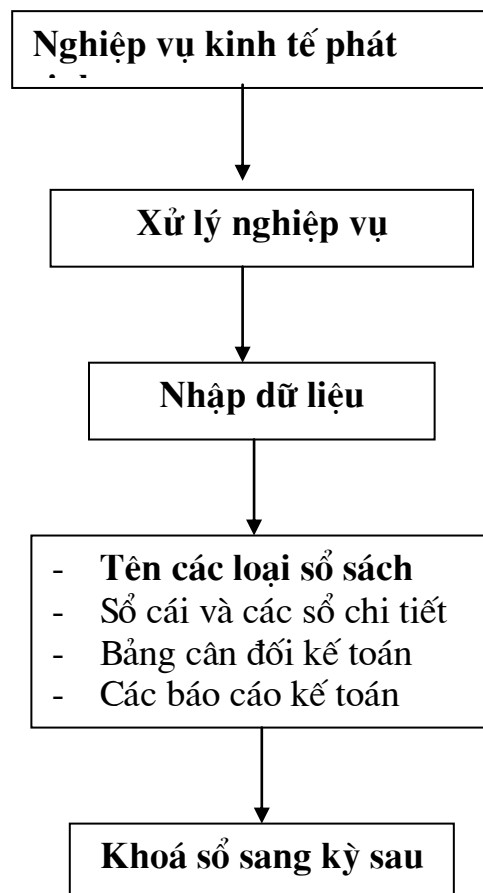 Nghiệp vụ kinh tế phát
Xử lý nghiệp vụ
Nhập dữ liệu
- Tên các loại sổ sách
- Sổ cái và các sổ chi tiết
- Bảng cân đối kế toán
- Các báo cáo kế toán
Khoá sổ sang kỳ sau